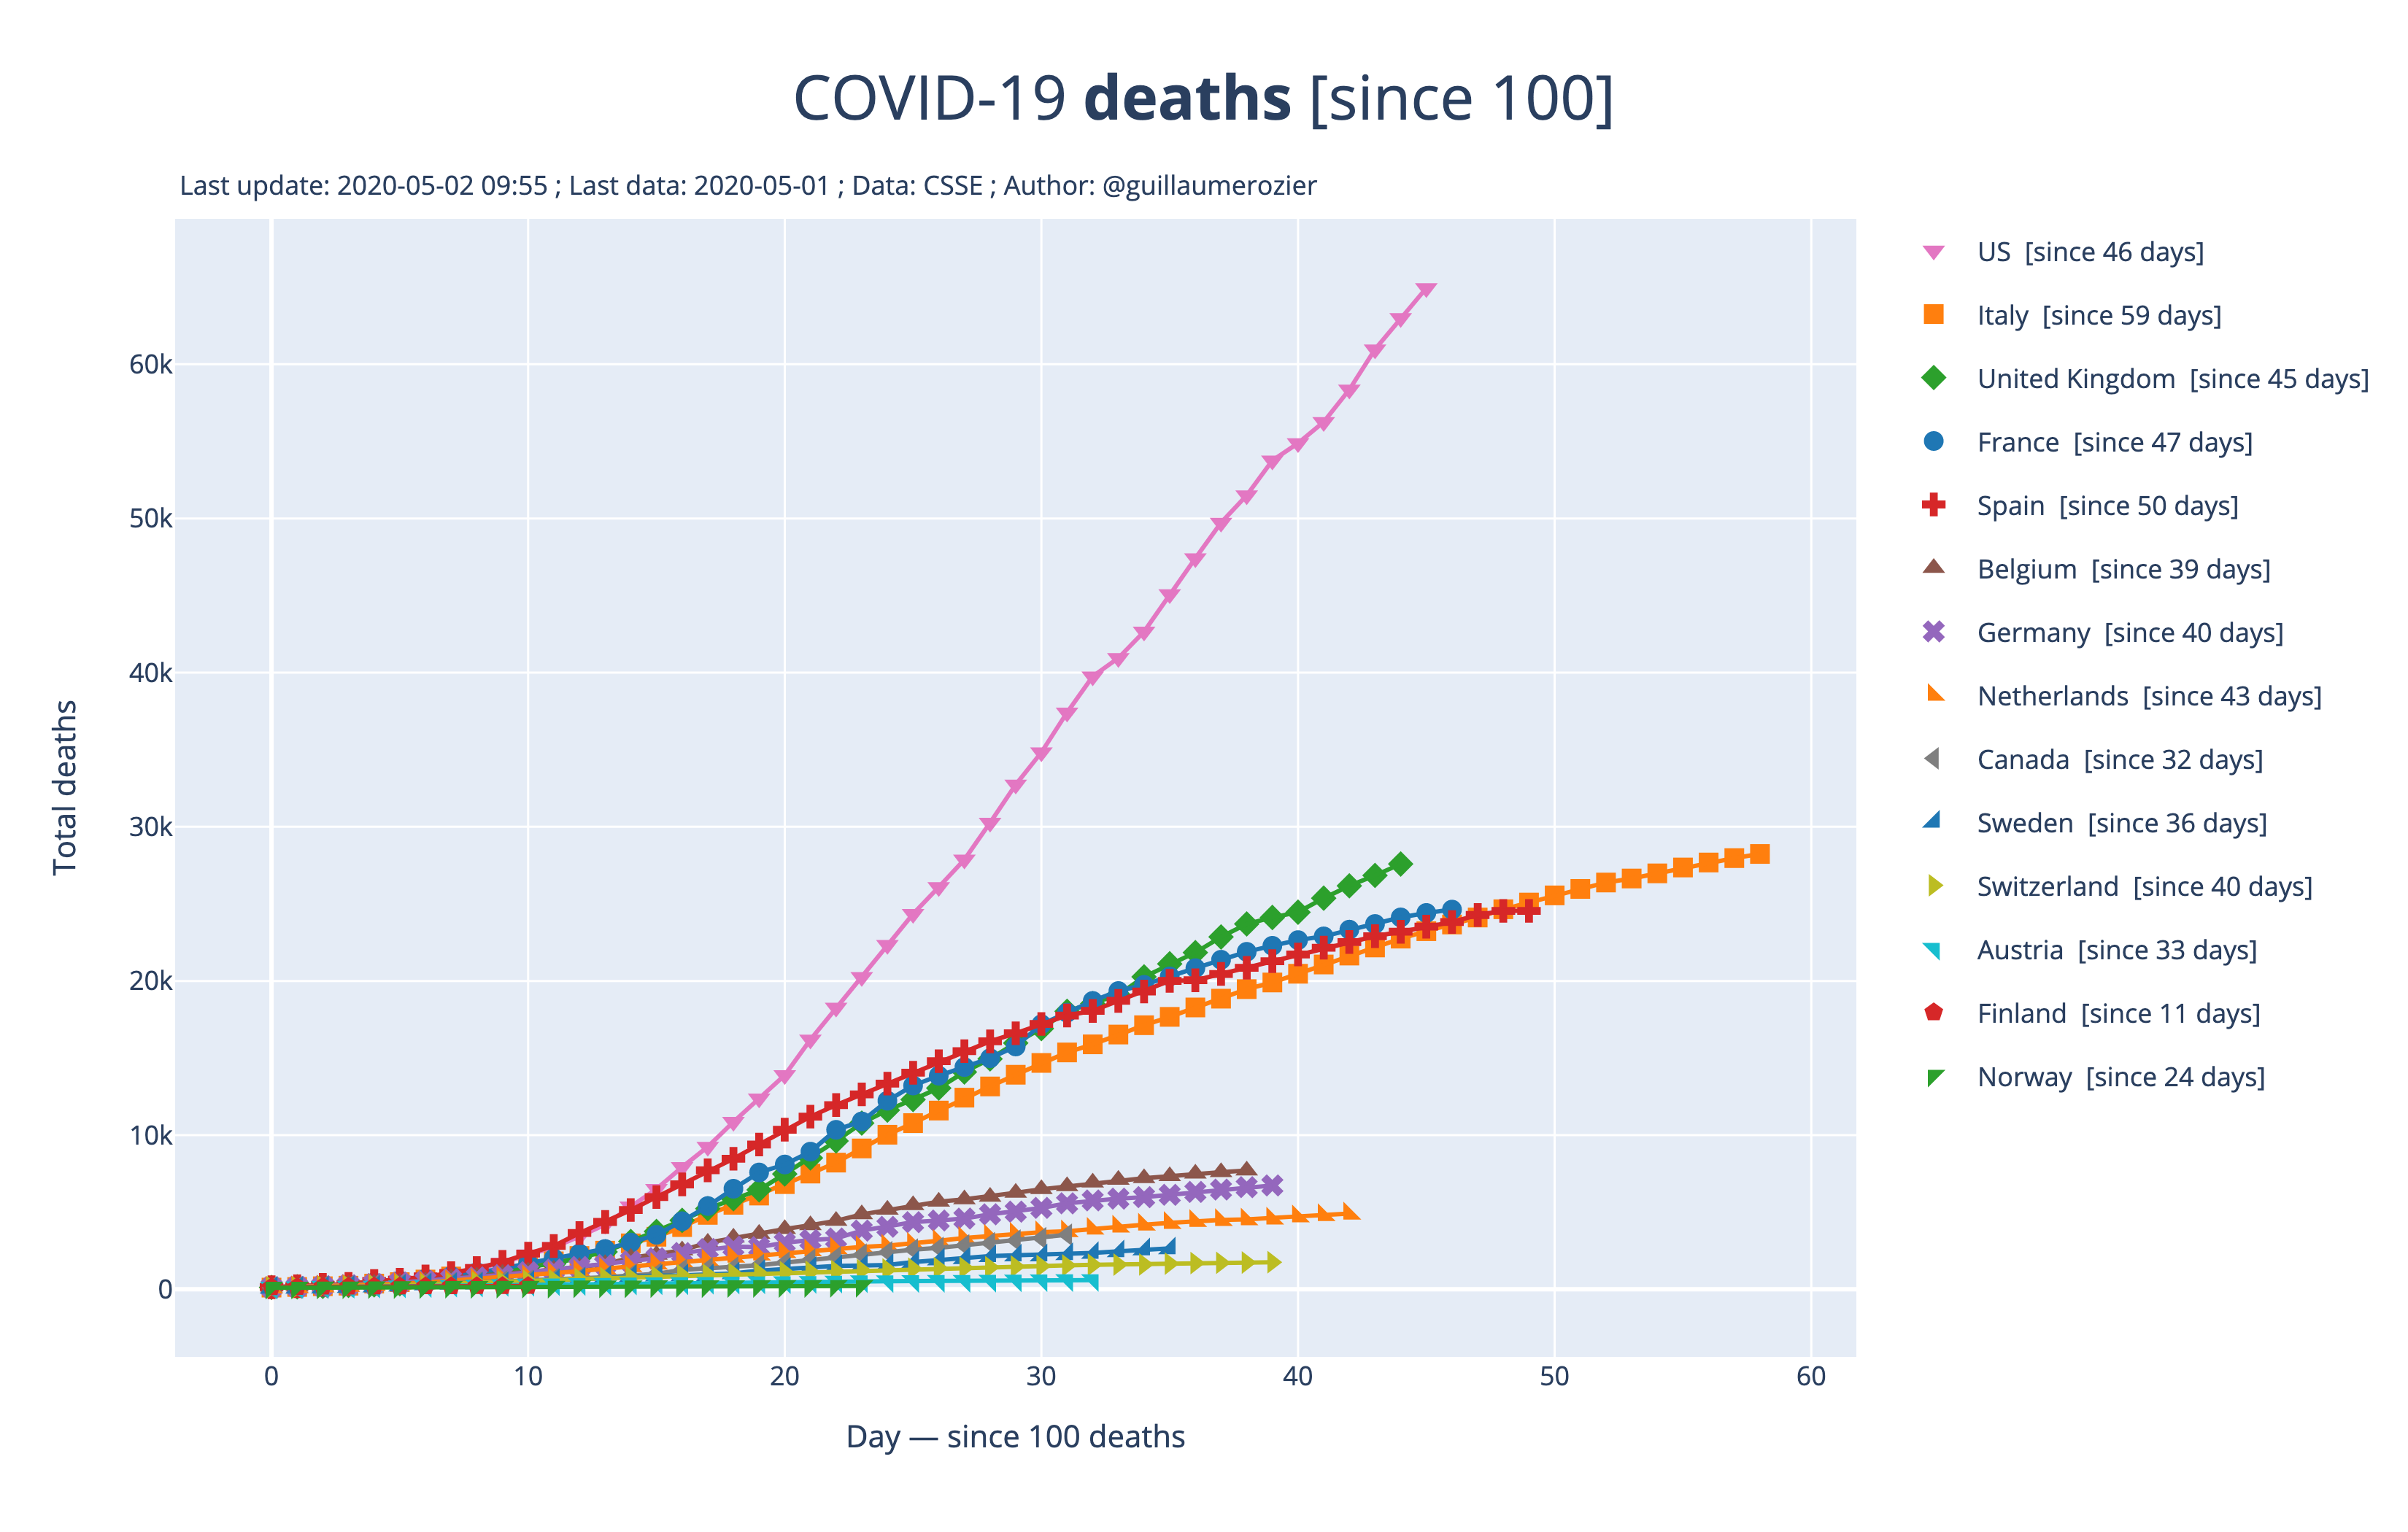 COVID-19 deaths [since 100]
Last update: 2020-05-02 09:55 ; Last data: 2020-05-01 ; Data: CSSE ; Author: @guillaumerozier
US [since 46 days]
Italy [since 59 days]
United Kingdom [since 45 days]
France [since 47 days]
Spain [since 50 days]
Belgium [since 39 days]
Germany [since 40 days]
Netherlands [since 43 days]
Canada [since 32 days]
Sweden [since 36 days]
Switzerland [since 40 days]
Austria [since 33 days]
Finland [since 11 days]
Norway [since 24 days]
Total deaths
60k
50k
40k
30k
20k
10k
0
0 10 20 30 40 50 60
Day — since 100 deaths